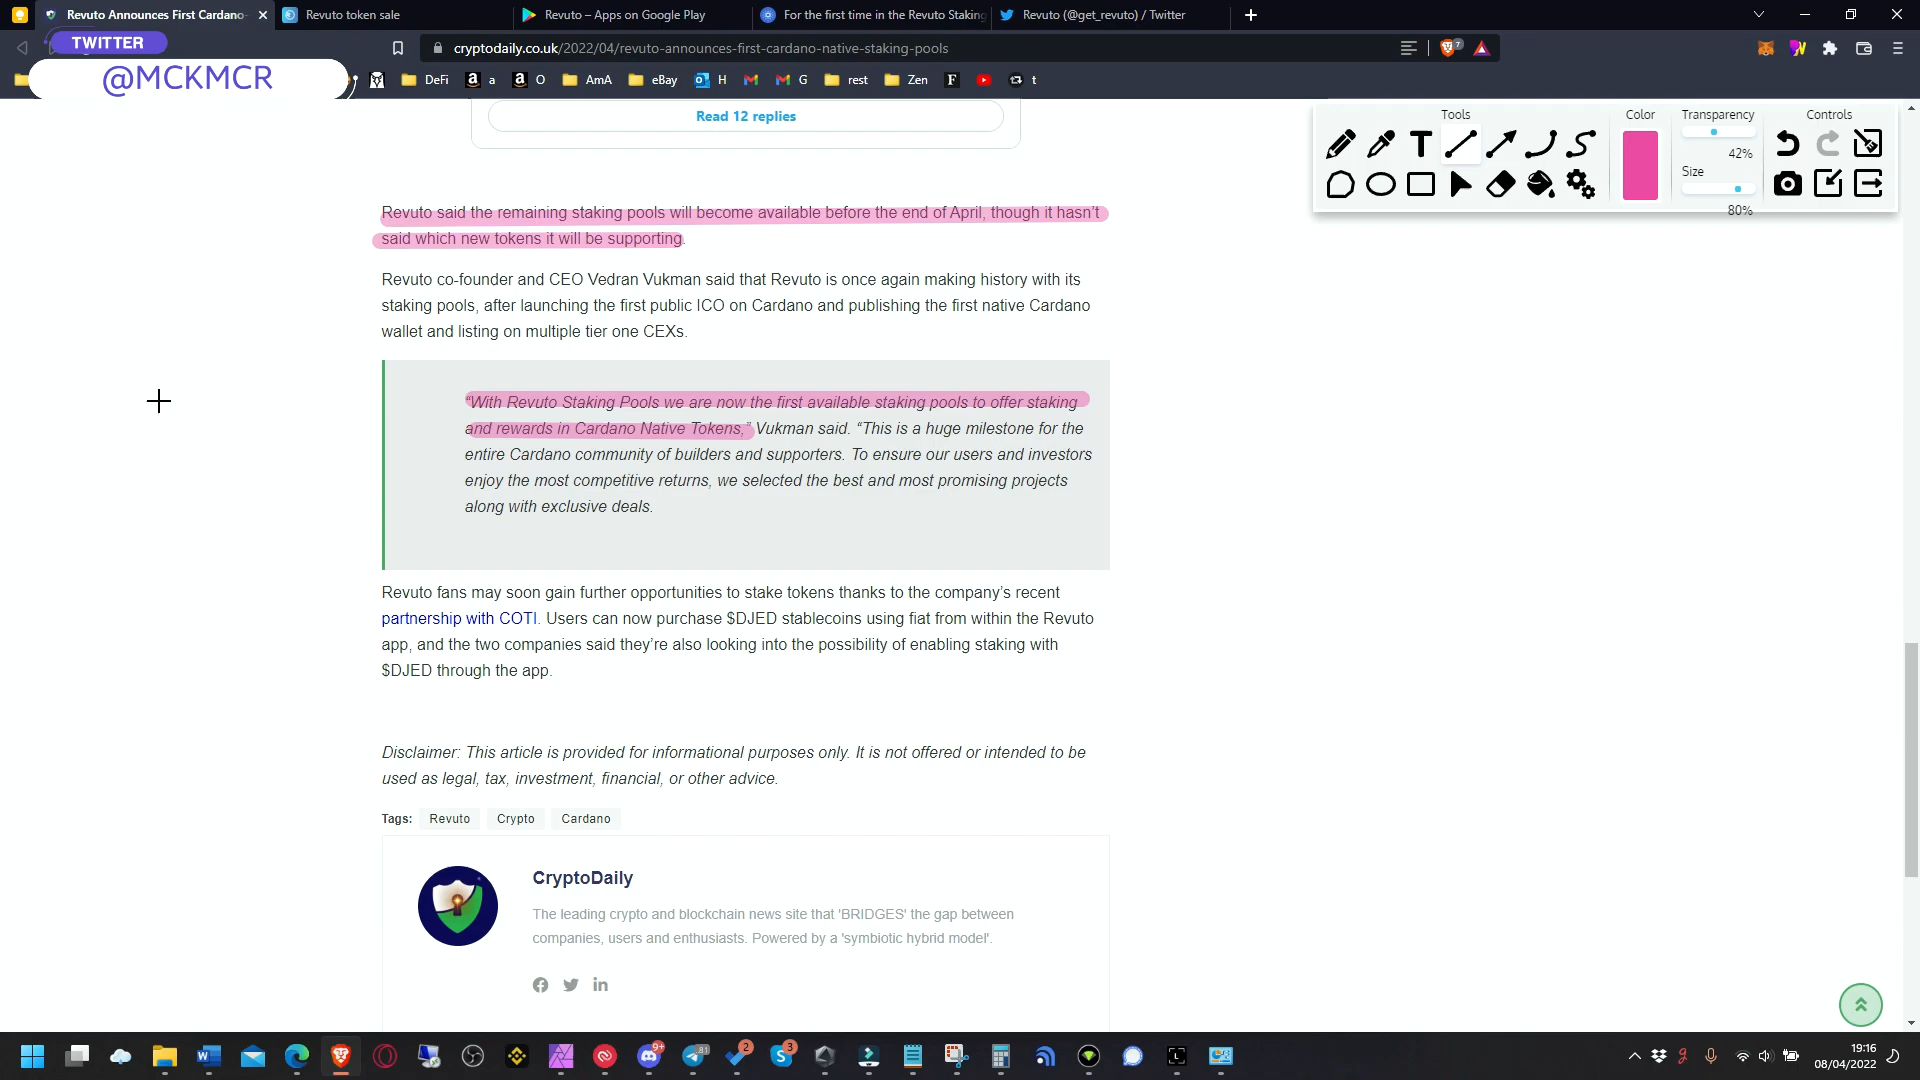 Revuto Announces First Cardano
Revuto token sale
Revuto – Apps on Google Play
For the first time in the Revuto Staking
Revuto (@get_revuto) / Twitter
TWITTER
@MCKMCR
cryptodaily.co.uk/2022/04/revuto-announces-first-cardano-native-staking-pools
7
DeFi
a
O
AmA
eBay
H
G
rest
Zen
F
t
Read 12 replies
Tools
Color
Transparency
Controls
42%
Size
80%
Revuto said the remaining staking pools will become available before the end of April, though it hasn’t
said which new tokens it will be supporting.
Revuto co-founder and CEO Vedran Vukman said that Revuto is once again making history with its
staking pools, after launching the first public ICO on Cardano and publishing the first native Cardano
wallet and listing on multiple tier one CEXs.
“With Revuto Staking Pools we are now the first available staking pools to offer staking
and rewards in Cardano Native Tokens,” Vukman said. “This is a huge milestone for the
entire Cardano community of builders and supporters. To ensure our users and investors
enjoy the most competitive returns, we selected the best and most promising projects
along with exclusive deals.
Revuto fans may soon gain further opportunities to stake tokens thanks to the company’s recent
partnership with COTI. Users can now purchase $DJED stablecoins using fiat from within the Revuto
app, and the two companies said they’re also looking into the possibility of enabling staking with
$DJED through the app.
Disclaimer: This article is provided for informational purposes only. It is not offered or intended to be
used as legal, tax, investment, financial, or other advice.
Tags: Revuto Crypto Cardano
CryptoDaily
The leading crypto and blockchain news site that 'BRIDGES' the gap between
companies, users and enthusiasts. Powered by a 'symbiotic hybrid model'.
9+
81
2
3
19:16
08/04/2022